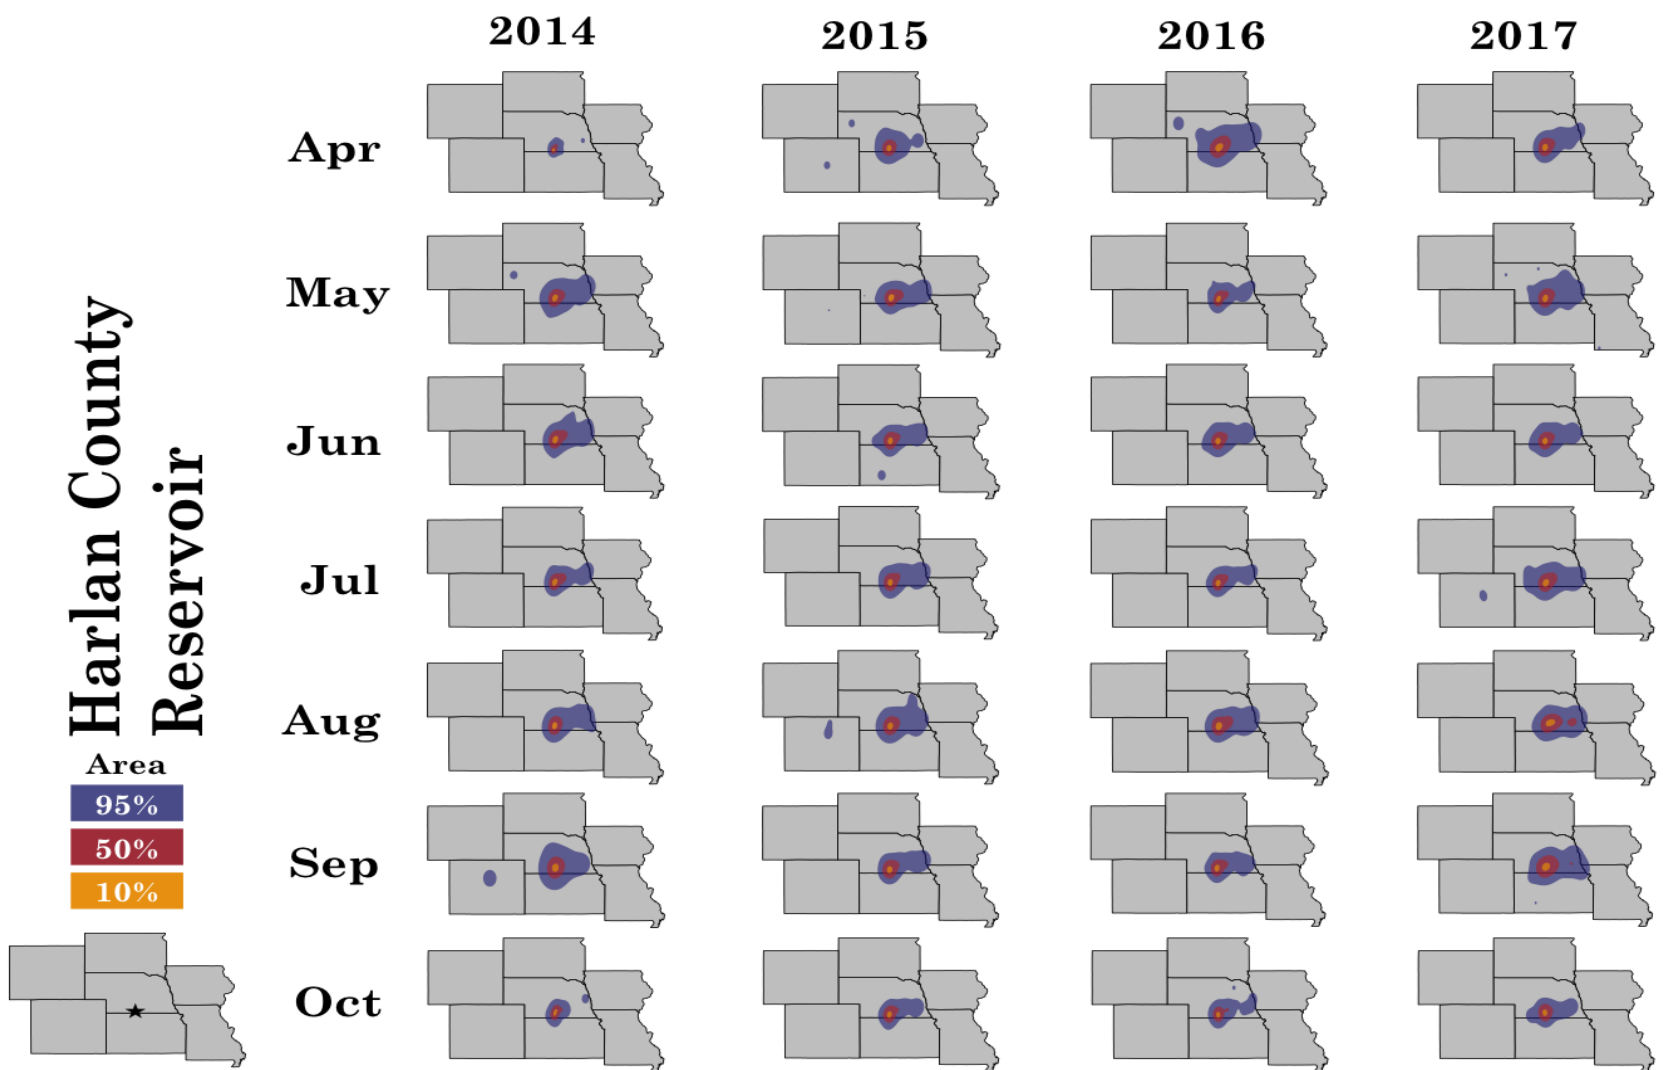 2014 2015 2016 2017
Apr
May
Jun
Jul
Aug
Sep
Oct
Harlan County
Reservoir
Area
95%
50%
10%